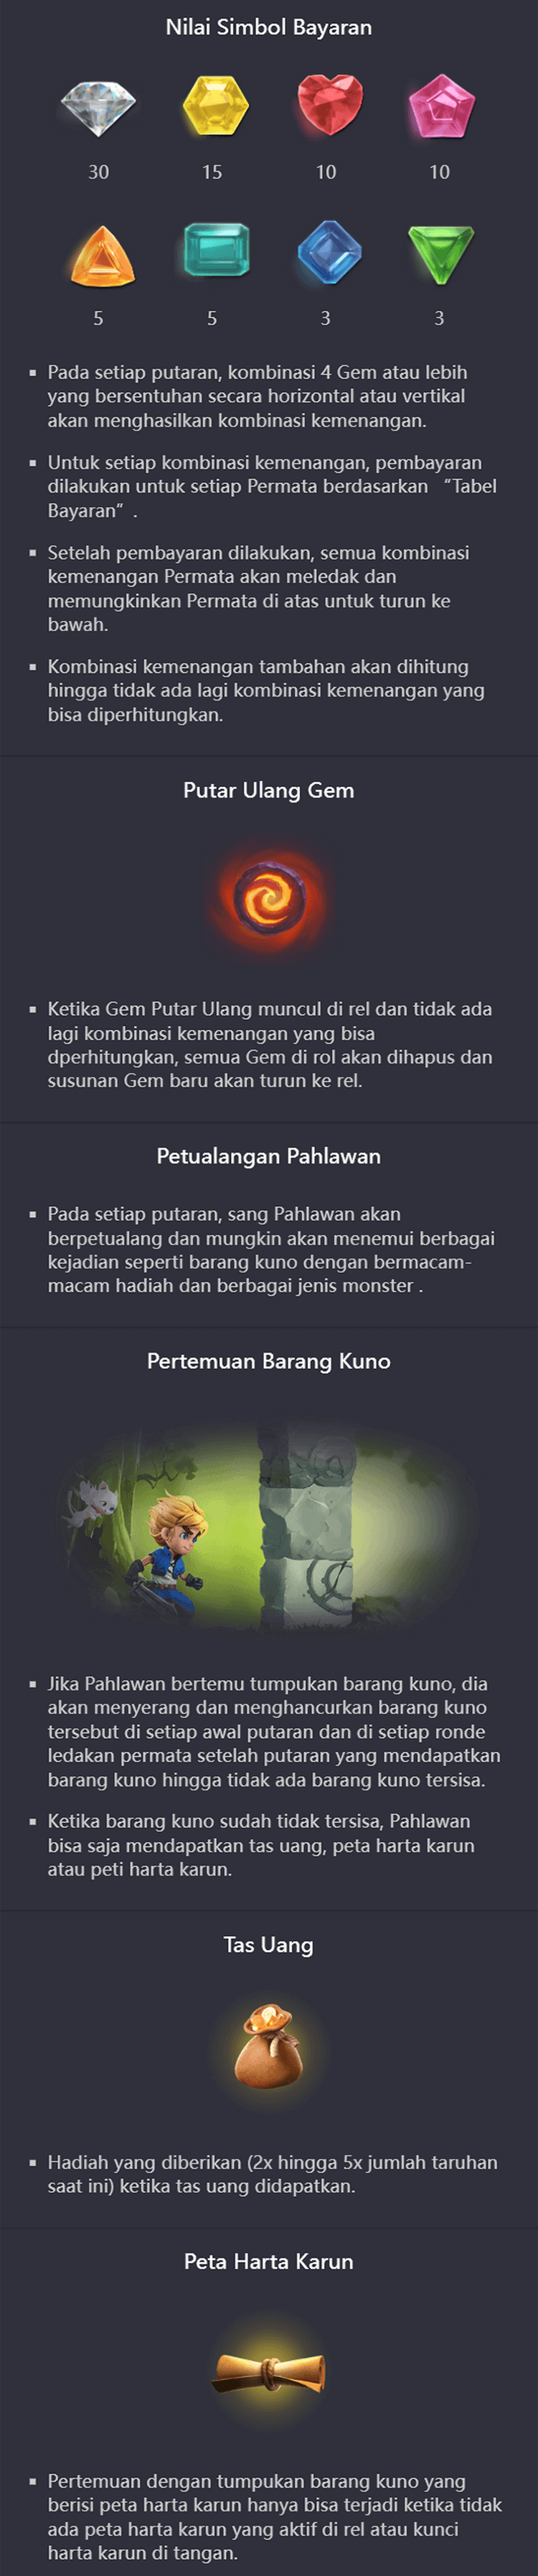 Nilai Simbol Bayaran
30 15 10 10
5 5 3 3
▪ Pada setiap putaran, kombinasi 4 Gem atau lebih
yang bersentuhan secara horizontal atau vertikal
akan menghasilkan kombinasi kemenangan.
▪ Untuk setiap kombinasi kemenangan, pembayaran
dilakukan untuk setiap Permata berdasarkan “Tabel
Bayaran” .
▪ Setelah pembayaran dilakukan, semua kombinasi
kemenangan Permata akan meledak dan
memungkinkan Permata di atas untuk turun ke
bawah.
▪ Kombinasi kemenangan tambahan akan dihitung
hingga tidak ada lagi kombinasi kemenangan yang
bisa diperhitungkan.
Putar Ulang Gem
▪ Ketika Gem Putar Ulang muncul di rel dan tidak ada
lagi kombinasi kemenangan yang bisa
dperhitungkan, semua Gem di rol akan dihapus dan
susunan Gem baru akan turun ke rel.
Petualangan Pahlawan
▪ Pada setiap putaran, sang Pahlawan akan
berpetualang dan mungkin akan menemui berbagai
kejadian seperti barang kuno dengan bermacam-
macam hadiah dan berbagai jenis monster .
Pertemuan Barang Kuno
▪ Jika Pahlawan bertemu tumpukan barang kuno, dia
akan menyerang dan menghancurkan barang kuno
tersebut di setiap awal putaran dan di setiap ronde
ledakan permata setelah putaran yang mendapatkan
barang kuno hingga tidak ada barang kuno tersisa.
▪ Ketika barang kuno sudah tidak tersisa, Pahlawan
bisa saja mendapatkan tas uang, peta harta karun
atau peti harta karun.
Tas Uang
▪ Hadiah yang diberikan (2x hingga 5x jumlah taruhan
saat ini) ketika tas uang didapatkan.
Peta Harta Karun
▪ Pertemuan dengan tumpukan barang kuno yang
berisi peta harta karun hanya bisa terjadi ketika tidak
ada peta harta karun yang aktif di rel atau kunci
harta karun di tangan.